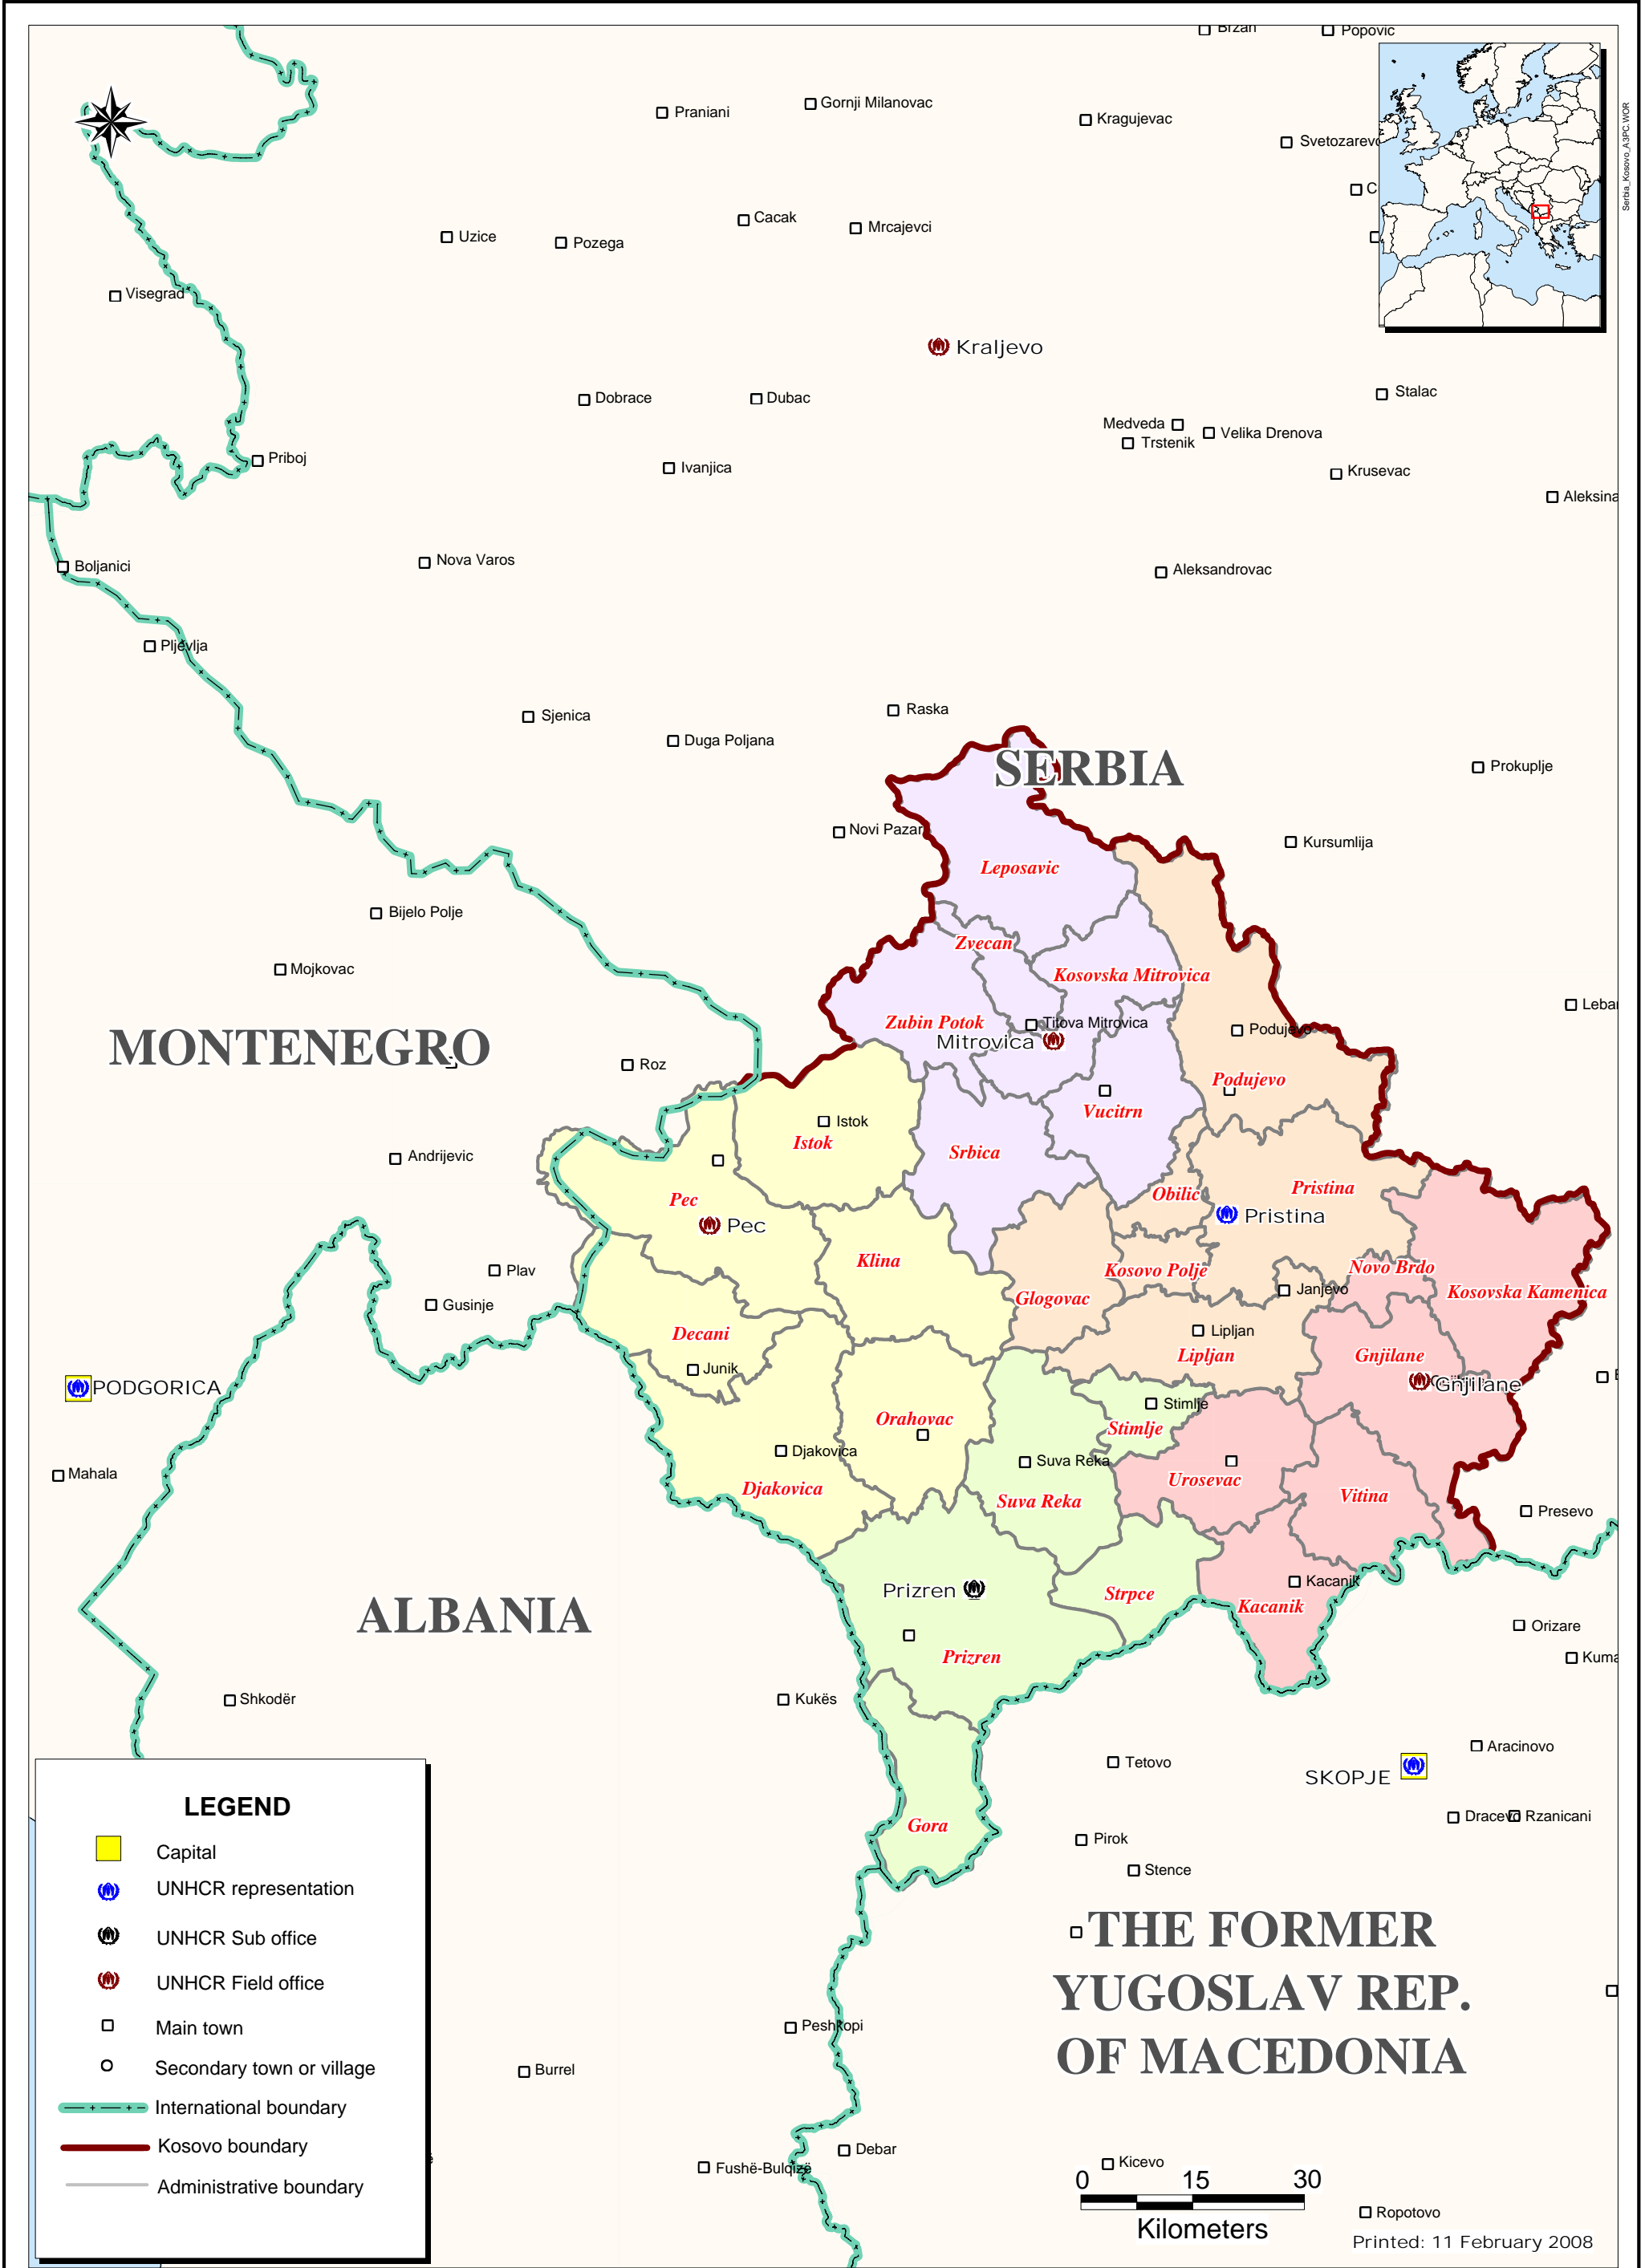 Brzan
Popovic
Serbia_Kosovo_A3PC.WOR
Praniani
Gornji Milanovac
Kragujevac
Svetozarevo
C
Cacak
Mrcajevci
Uzice
Pozega
Visegrad
Kraljevo
Dobrace
Dubac
Stalac
Medveda
Velika Drenova
Trstenik
Priboj
Ivanjica
Krusevac
Aleksina
Boljanici
Nova Varos
Aleksandrovac
Pljevlja
Sjenica
Raska
Duga Poljana
SERBIA
Prokuplje
Novi Pazar
Kursumlija
Leposavic
Bijelo Polje
Zvecan
Mojkovac
Kosovska Mitrovica
Leba
Zubin Potok
Titova Mitrovica
Mitrovica
Podujevo
MONTENEGRO
Roz
Podujevo
Vucitrn
Istok
Istok
Srbica
Andrijevic
Pec
Obilic
Pristina
Pec
Pristina
Klina
Plav
Kosovo Polje
Novo Brdo
Janjevo
Kosovska Kamenica
Gusinje
Glogovac
Decani
Lipljan
Lipljan
Gnjilane
Junik
PODGORICA
Gnjilane
Stimlje
Orahovac
Stimlje
Djakovica
Suva Reka
Mahala
Djakovica
Urosevac
Suva Reka
Vitina
Presevo
Prizren
Kacanik
Strpce
Kacanik
ALBANIA
Orizare
Prizren
Kuma
Shkodër
Kukës
Aracinovo
Tetovo
SKOPJE
Gora
Dracevo
Rzanicani
Pirok
Stence
THE FORMER
YUGOSLAV REP.
OF MACEDONIA
Peshkopi
Burrel
Debar
Fushë-Bulqizë
Kicevo
Ropotovo
LEGEND
Capital
UNHCR representation
UNHCR Sub office
UNHCR Field office
Main town
Secondary town or village
International boundary
Kosovo boundary
Administrative boundary
0 15 30
Kilometers
Printed: 11 February 2008